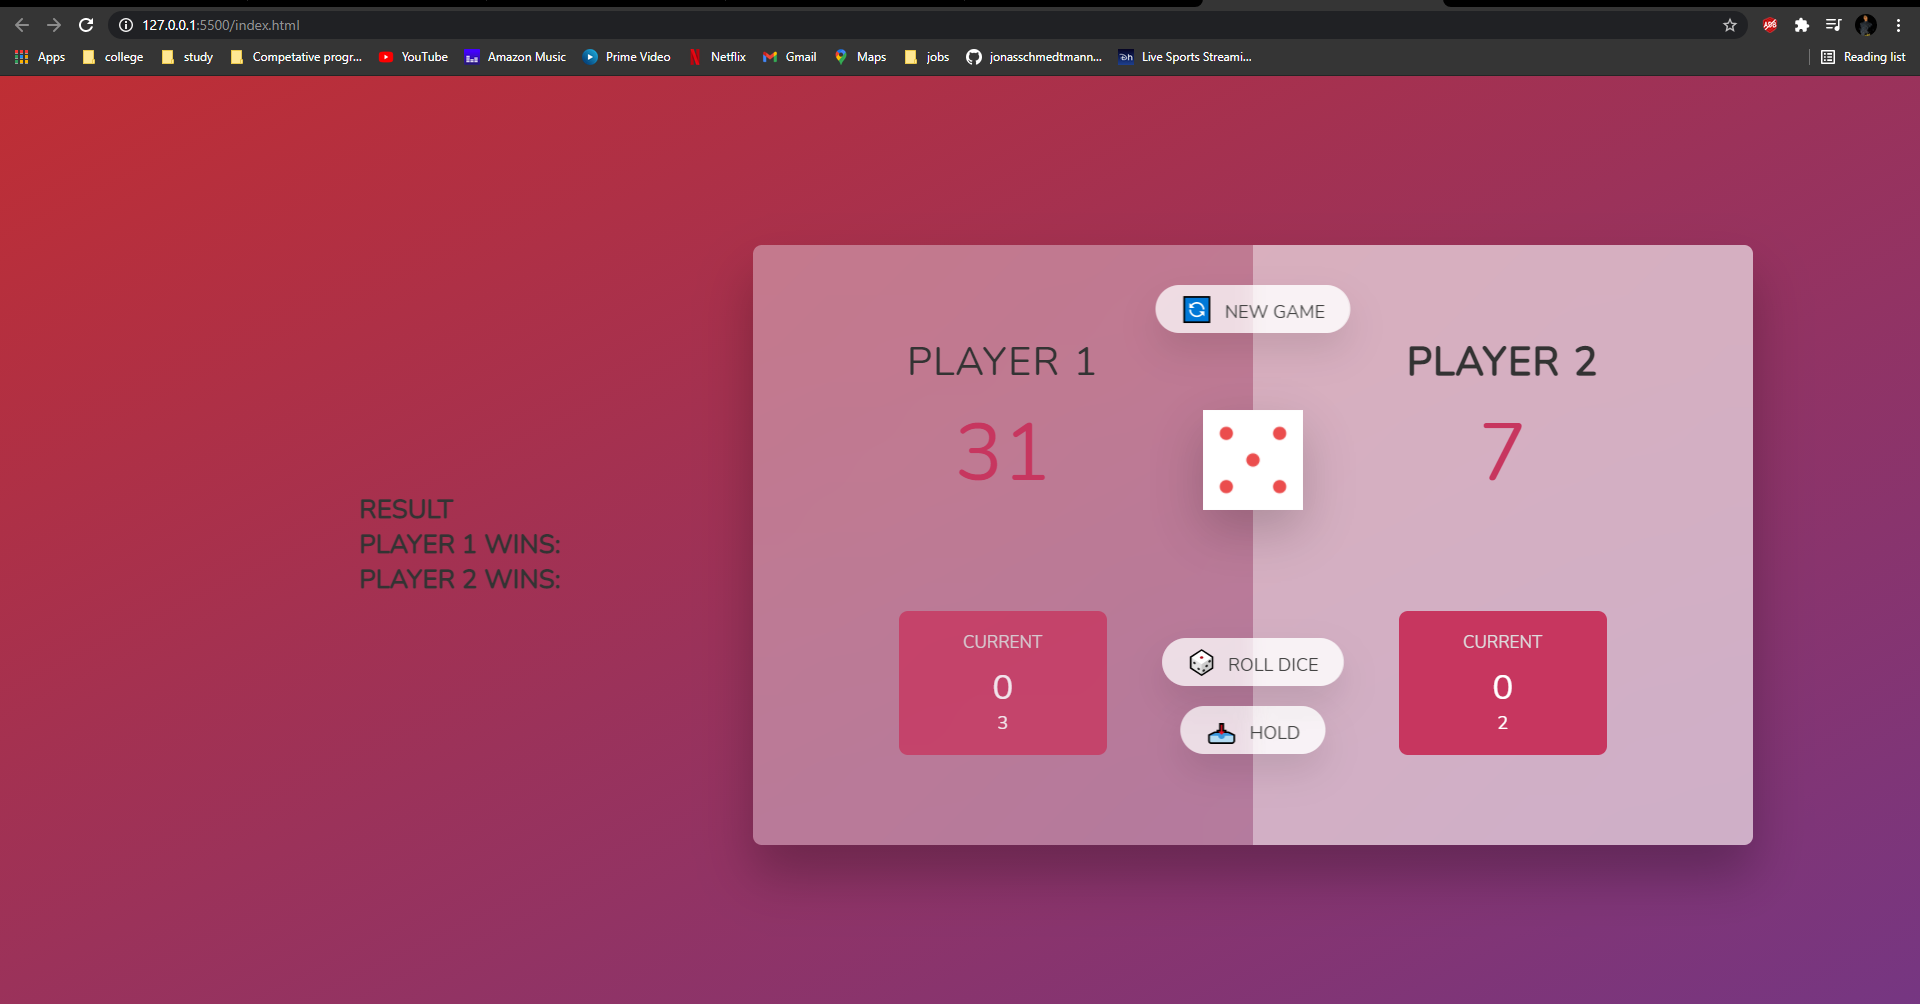 127.0.0.1:5500/index.html
ABP
Apps college study Competative progr... YouTube Amazon Music Prime Video Netflix Gmail Maps jobs jonasschmedtmann... Live Sports Streami... Reading list
NEW GAME
PLAYER 1
31
PLAYER 2
7
RESULT
PLAYER 1 WINS:
PLAYER 2 WINS:
CURRENT
0
3
ROLL DICE
HOLD
CURRENT
0
2